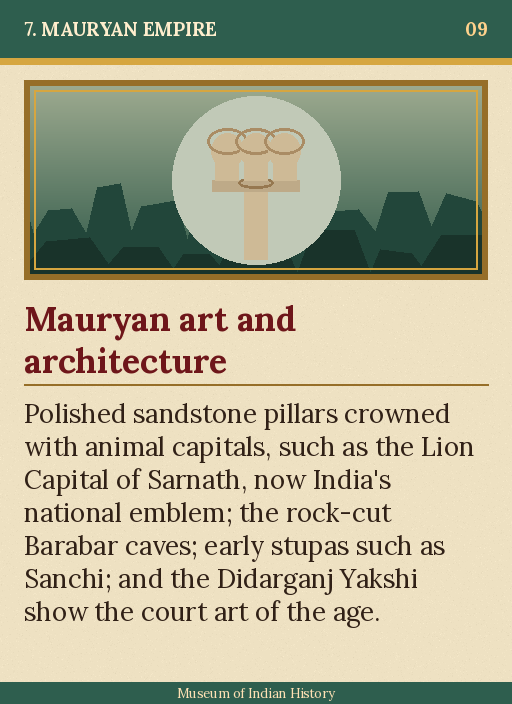 7. MAURYAN EMPIRE
09
Mauryan art and
architecture
Polished sandstone pillars crowned
with animal capitals, such as the Lion
Capital of Sarnath, now India's
national emblem; the rock-cut
Barabar caves; early stupas such as
Sanchi; and the Didarganj Yakshi
show the court art of the age.
Museum of Indian History